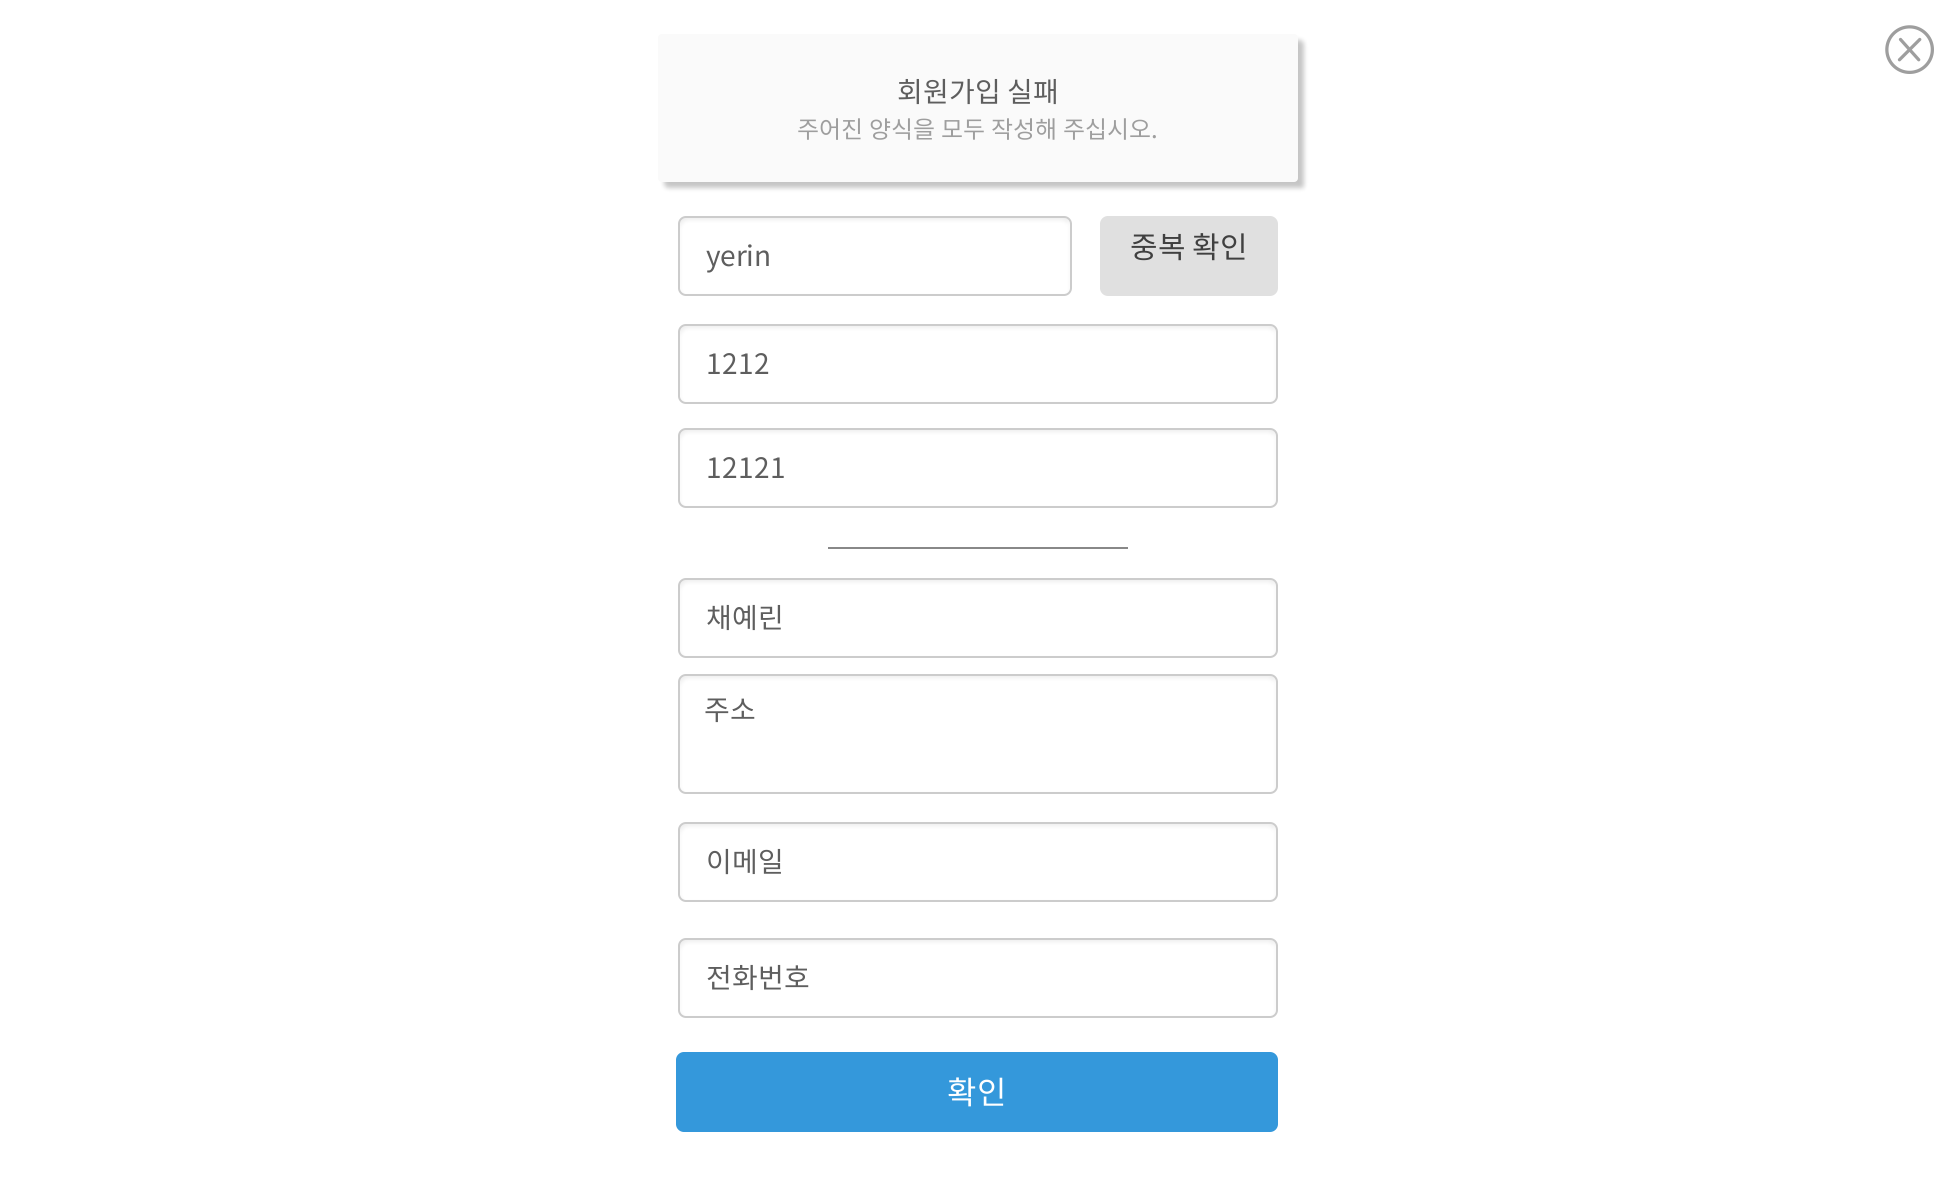 회원가입 실패
주어진 양식을 모두 작성해 주십시오.
yerin
중복 확인
1212
12121
채예린
주소
이메일
전화번호
확인